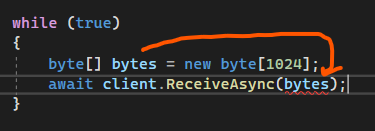 while (true)
{
byte[] bytes = new byte[1024];
await client.ReceiveAsync(bytes);
}